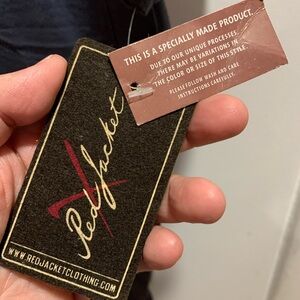 THIS IS A SPECIALLY MADE PRODUCT.
DUE TO OUR UNIQUE PROCESSES,
THERE MAY BE VARIATIONS IN
THE COLOR OR SIZE OF THIS STYLE.
PLEASE FOLLOW WASH AND CARE
INSTRUCTIONS CAREFULLY.
Red Jacket
WWW.REDJACKETCLOTHING.COM